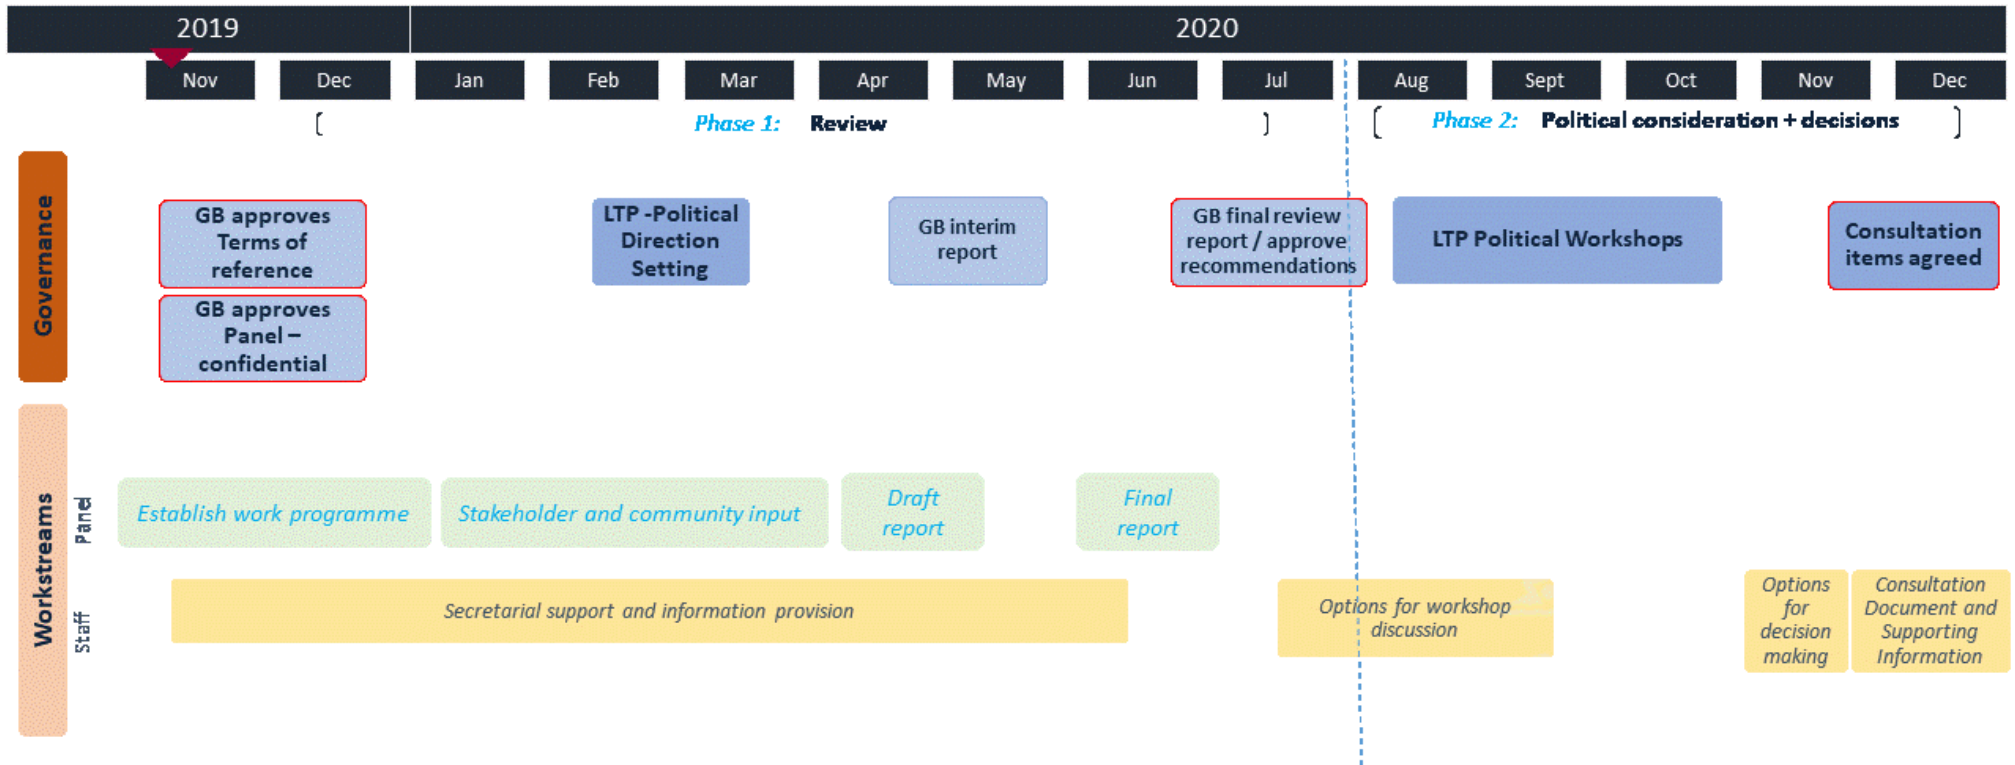 2019
2020
Nov
Dec
Jan
Feb
Mar
Apr
May
Jun
Jul
Aug
Sept
Oct
Nov
Dec
Phase 1: Review
Phase 2: Political consideration + decisions
Governance
GB approves
Terms of
reference
GB approves
Panel –
confidential
LTP -Political
Direction
Setting
GB interim
report
GB final review
report / approve
recommendations
LTP Political Workshops
Consultation
items agreed
Workstreams
Panel
Establish work programme
Stakeholder and community input
Draft
report
Final
report
Staff
Secretarial support and information provision
Options for workshop
discussion
Options
for
decision
making
Consultation
Document and
Supporting
Information